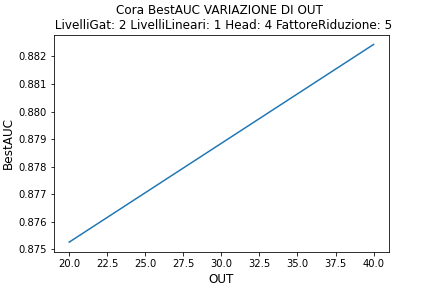 Cora BestAUC VARIAZIONE DI OUT
LivelliGat: 2 LivelliLineari: 1 Head: 4 FattoreRiduzione: 5
0.882
0.881
0.880
0.879
0.878
0.877
0.876
0.875
BestAUC
20.0 22.5 25.0 27.5 30.0 32.5 35.0 37.5 40.0
OUT